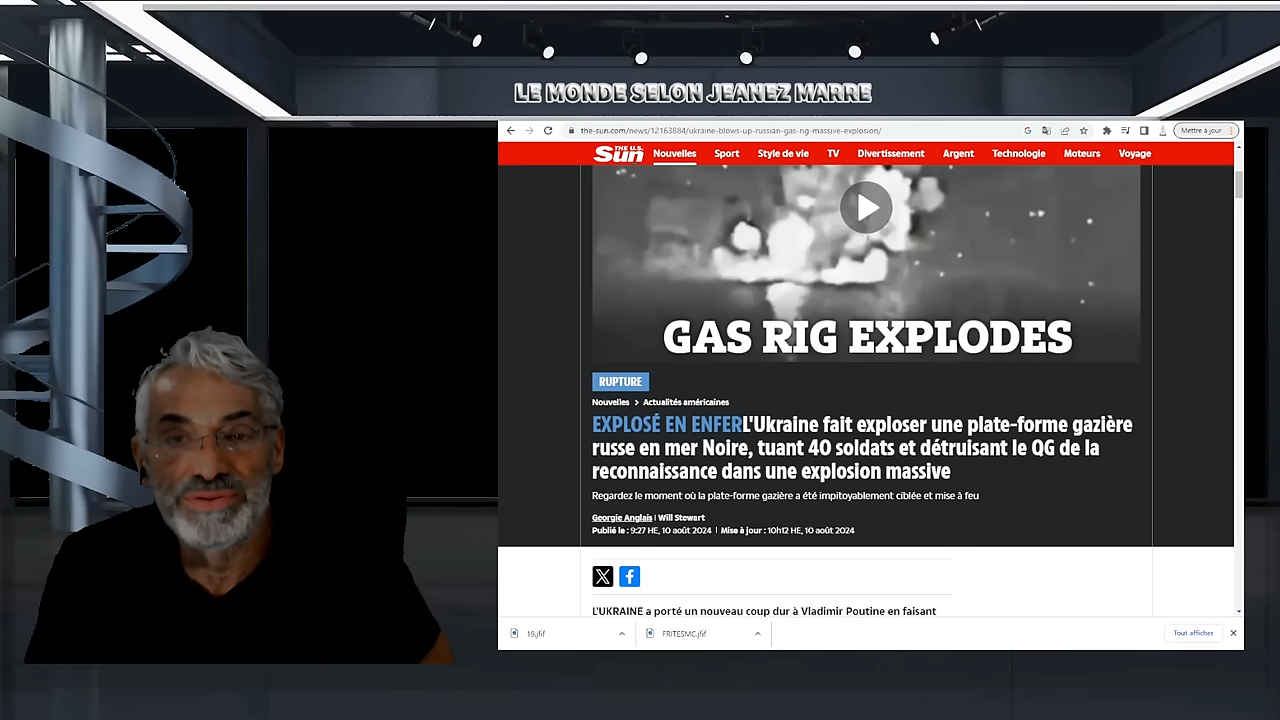 LE MONDE SELON JEANEZ MARRE
the-sun.com/news/12163884/ukraine-blows-up-russian-gas-rig-massive-explosion/
Mettre à jour
THE U.S. Sun
Nouvelles Sport Style de vie TV Divertissement Argent Technologie Moteurs Voyage
GAS RIG EXPLODES
RUPTURE
Nouvelles > Actualités américaines
EXPLOSÉ EN ENFERL'Ukraine fait exploser une plate-forme gazière
russe en mer Noire, tuant 40 soldats et détruisant le QG de la
reconnaissance dans une explosion massive
Regardez le moment où la plate-forme gazière a été impitoyablement ciblée et mise à feu
Georgie Anglais | Will Stewart
Publié le : 9:27 HE, 10 août 2024 | Mise à jour : 10h12 HE, 10 août 2024
L'UKRAINE a porté un nouveau coup dur à Vladimir Poutine en faisant
19.jfif FRITESMC.jfif Tout afficher